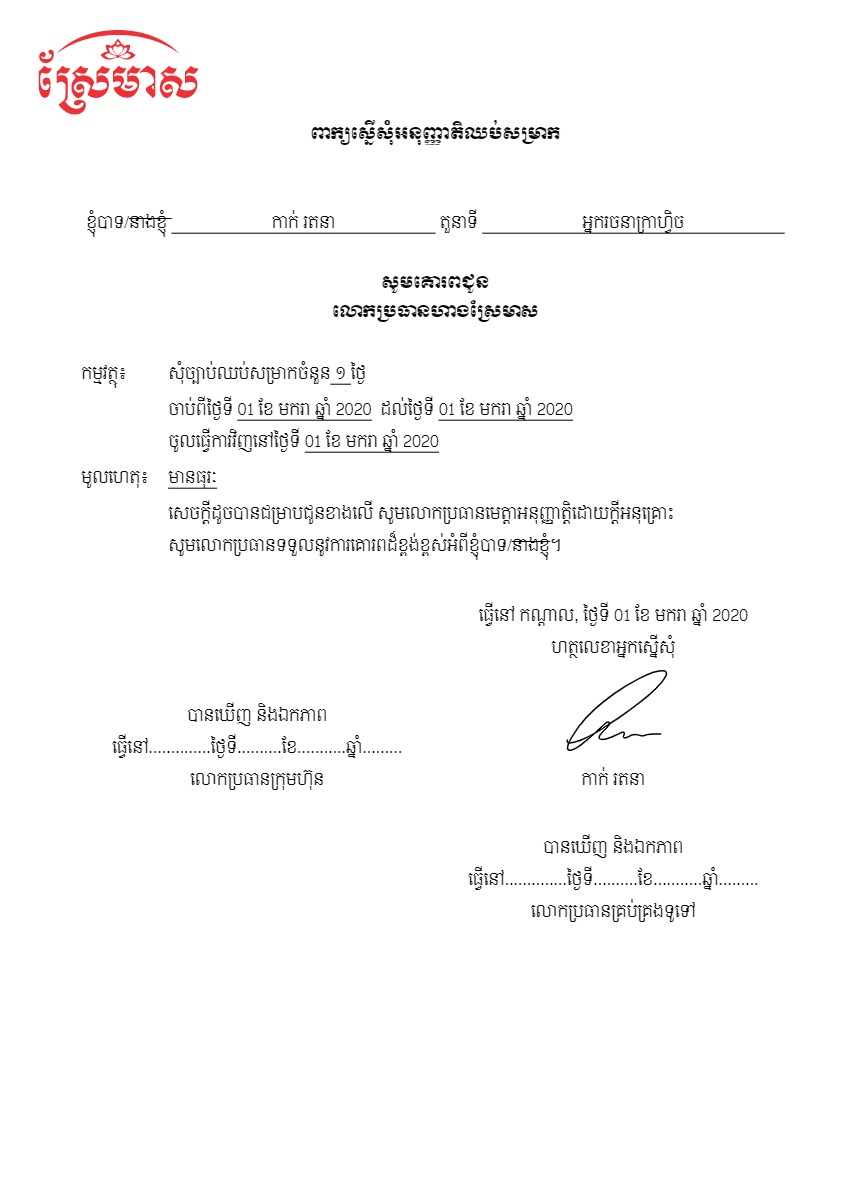 ស្រែមាស
ពាក្យស្នើសុំអនុញ្ញាតិឈប់សម្រាក
ខ្ញុំបាទ/នាងខ្ញុំ កាក់ រតនា តួនាទី អ្នករចនាក្រាហ្វិច
សូមគោរពជូន
លោកប្រធានហាងស្រែមាស
កម្មវត្ថុ៖ សុំច្បាប់ឈប់សម្រាកចំនួន ១ ថ្ងៃ
ចាប់ពីថ្ងៃទី 01 ខែ មករា ឆ្នាំ 2020 ដល់ថ្ងៃទី 01 ខែ មករា ឆ្នាំ 2020
ចូលធ្វើការវិញនៅថ្ងៃទី 01 ខែ មករា ឆ្នាំ 2020
មូលហេតុ៖ មានធុរៈ
សេចក្ដីដូចបានជម្រាបជូនខាងលើ សូមលោកប្រធានមេត្តាអនុញ្ញាត្តិដោយក្ដីអនុគ្រោះ
សូមលោកប្រធានទទួលនូវការគោរពដ៏ខ្ពង់ខ្ពស់អំពីខ្ញុំបាទ/នាងខ្ញុំ។
ធ្វើនៅ កណ្ដាល, ថ្ងៃទី 01 ខែ មករា ឆ្នាំ 2020
ហត្ថលេខាអ្នកស្នើសុំ
បានឃើញ និងឯកភាព
ធ្វើនៅ..............ថ្ងៃទី..........ខែ...........ឆ្នាំ.........
លោកប្រធានក្រុមហ៊ុន
កាក់ រតនា
បានឃើញ និងឯកភាព
ធ្វើនៅ..............ថ្ងៃទី..........ខែ...........ឆ្នាំ.........
លោកប្រធានគ្រប់គ្រងទូទៅ